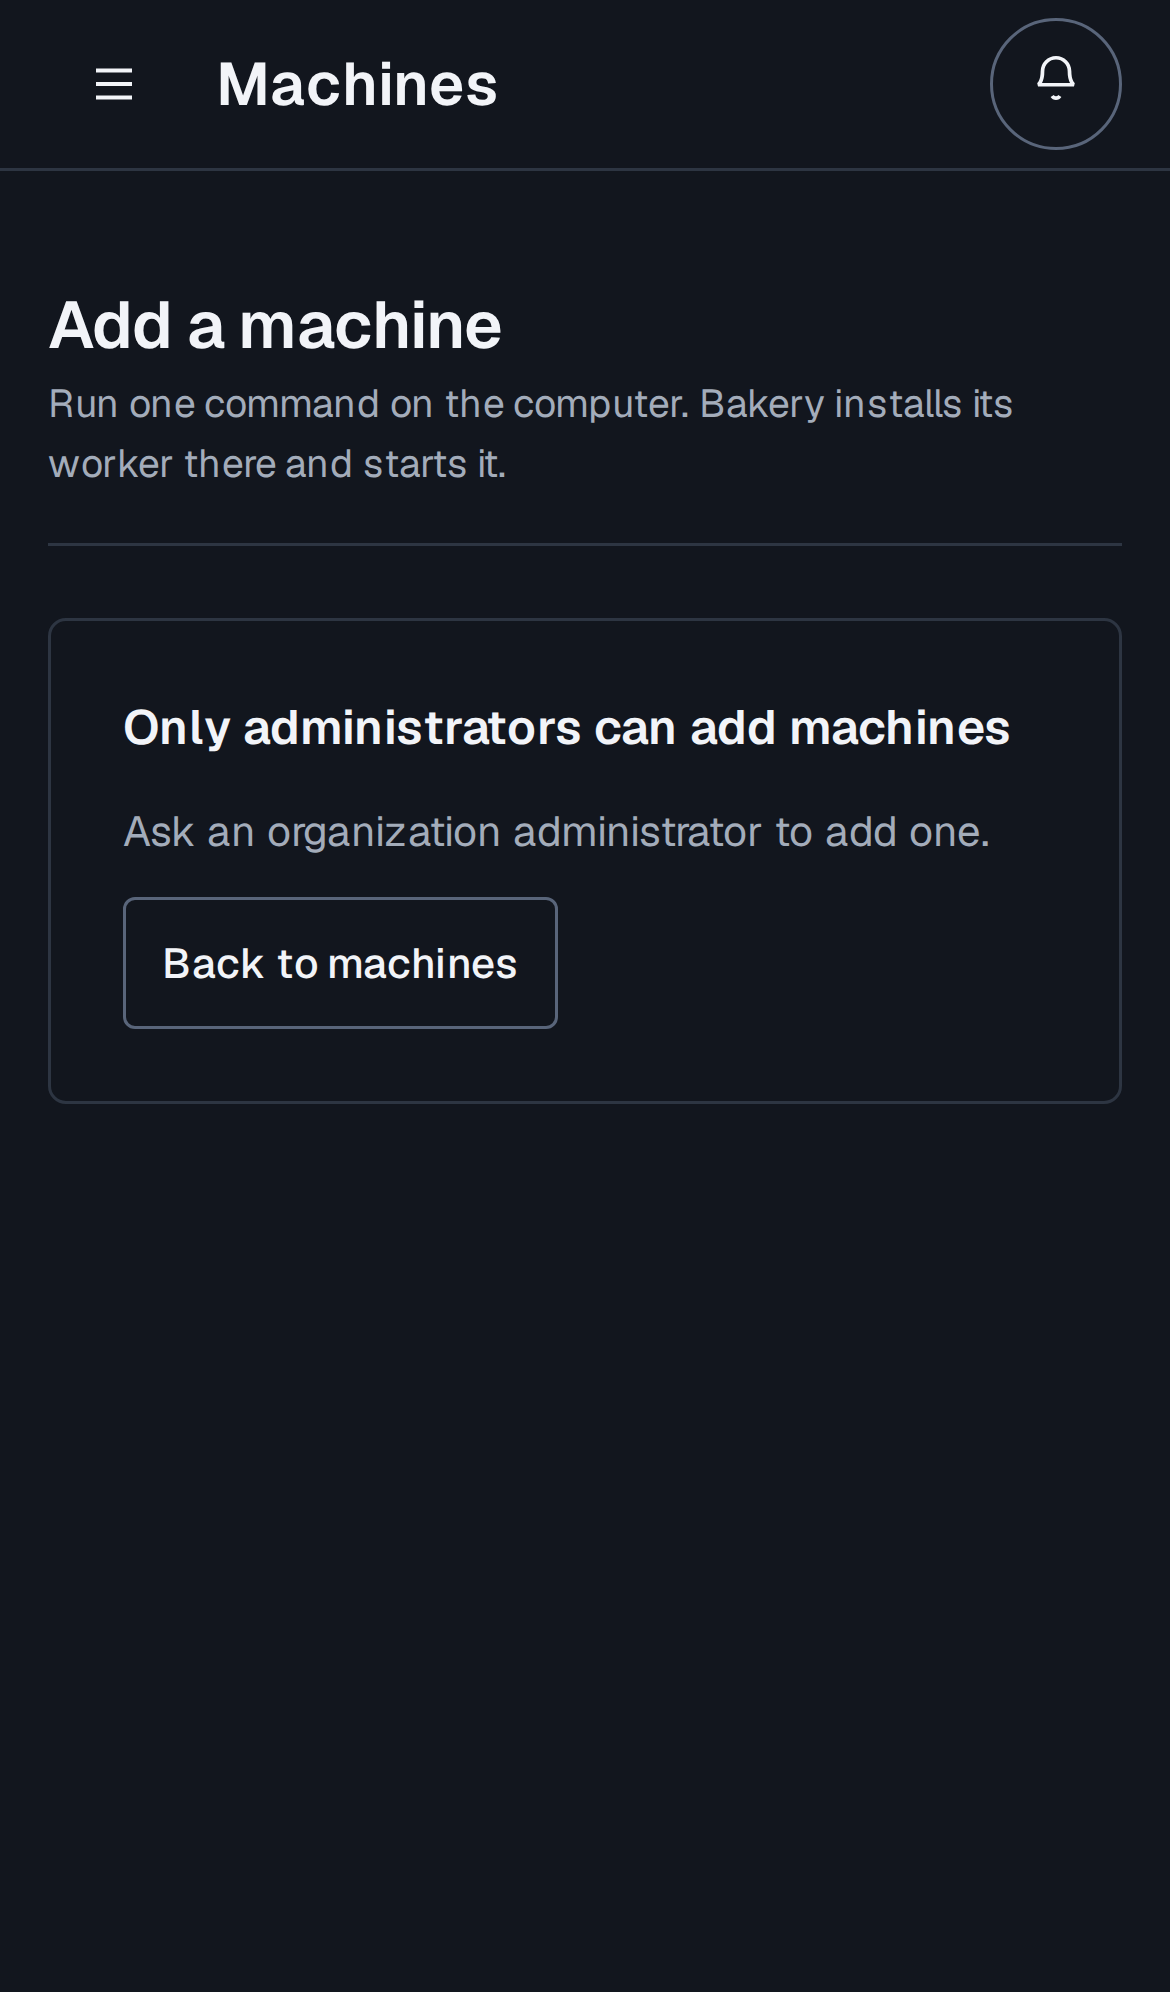 Machines
Add a machine
Run one command on the computer. Bakery installs its
worker there and starts it.
Only administrators can add machines
Ask an organization administrator to add one.
Back to machines